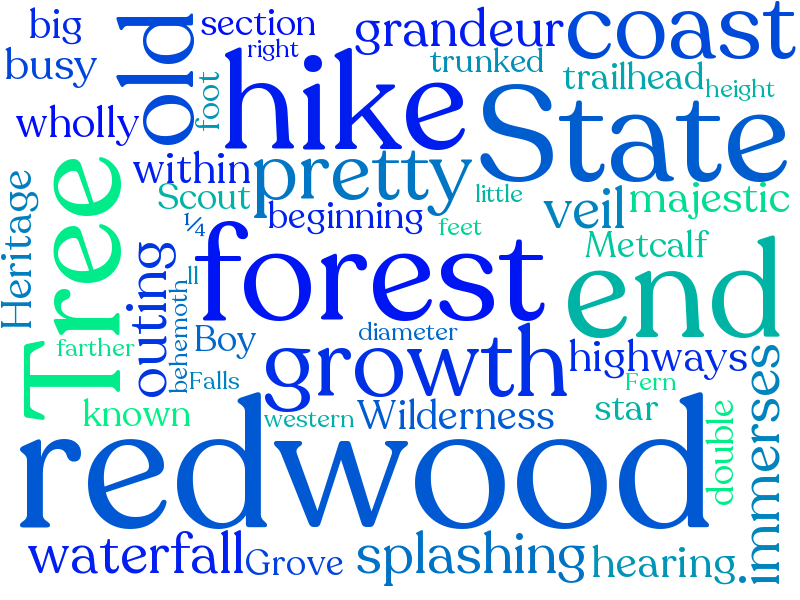 big
section
grandeur
coast
old
right
busy
hike
trunked
trailhead
State
height
foot
wholly
within
pretty
Tree
Scout
little
veil
majestic
Heritage
¼
beginning
feet
Metcalf
outing
ll
forest
end
behemoth
Boy
diameter
farther
growth
highways
Falls
Fern
immerses
known
western
Wilderness
star
double
redwood
waterfall
Grove
splashing
hearing